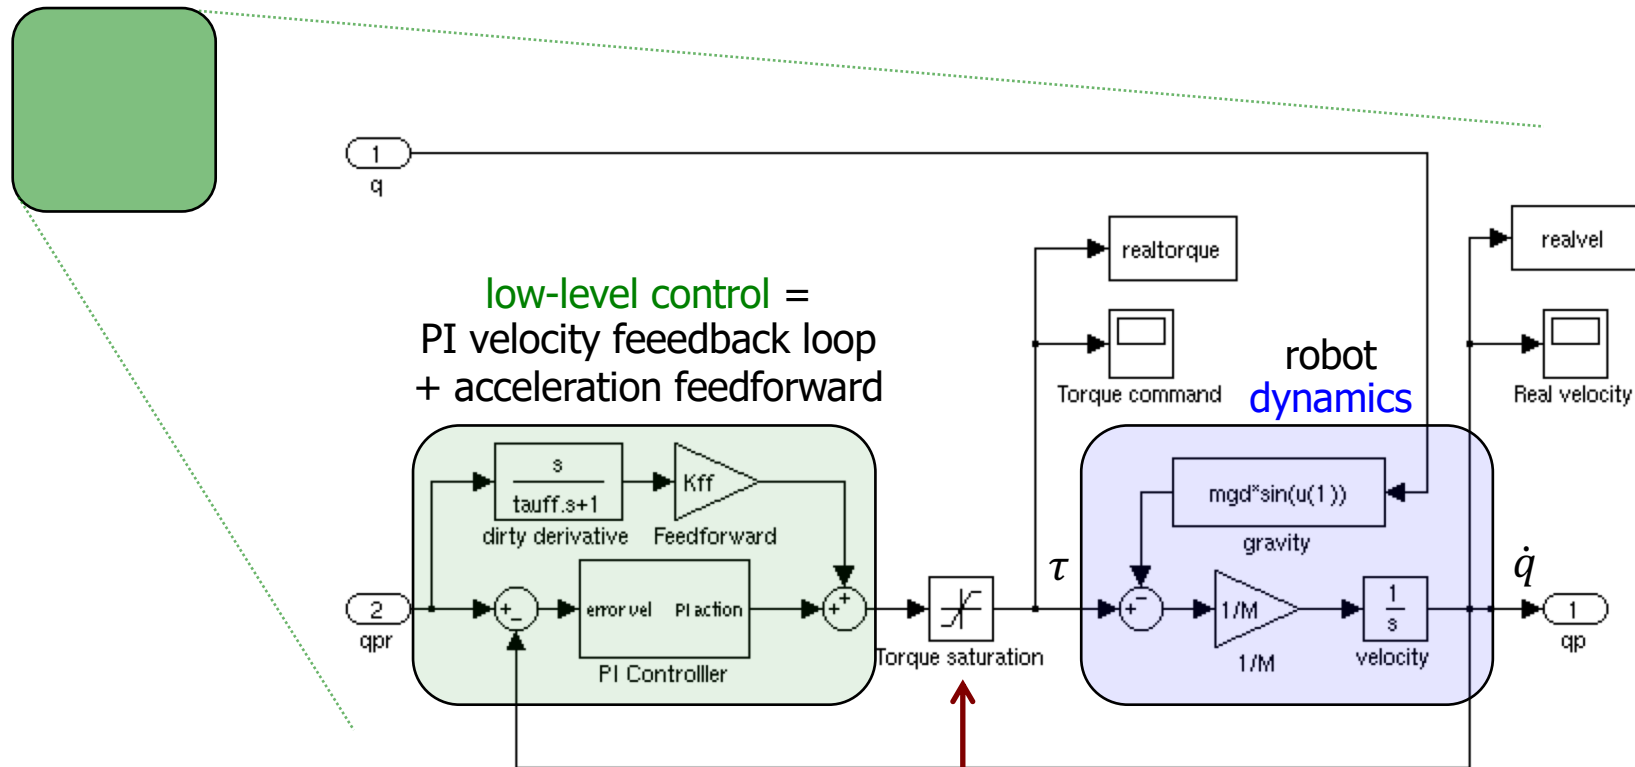 1
q
realtorque
realvel
low-level control =
PI velocity feeedback loop
+ acceleration feedforward
Torque command
robot
dynamics
Real velocity
s
tauff.s+1
dirty derivative
Kff
Feedforward
mgd*sin(u(1))
gravity
τ
q̇
2
qpr
+
−
error vel PI action
PI Controlller
+
+
Torque saturation
+
−
1/M
1/M
1
s
velocity
1
qp